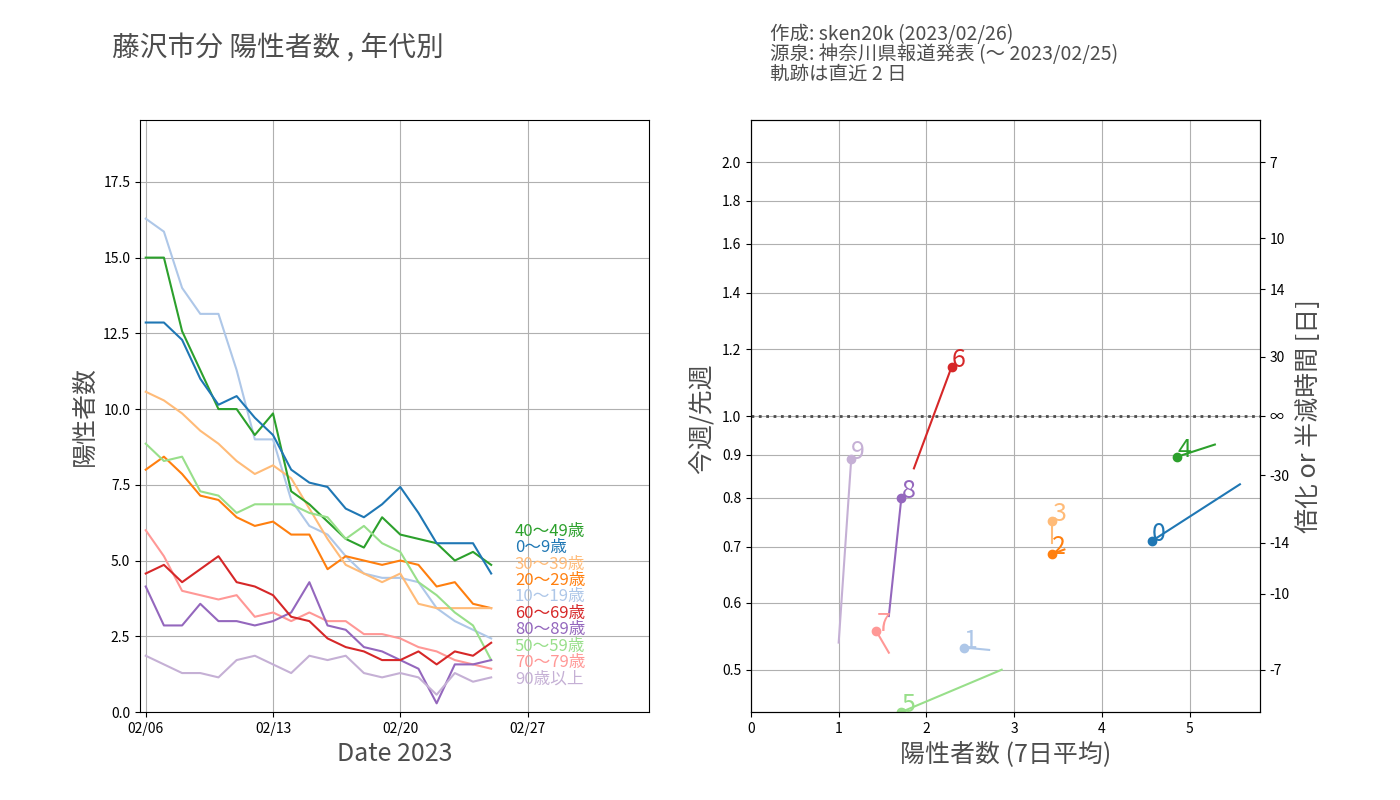 藤沢市分 陽性者数 , 年代別
作成: sken20k (2023/02/26)
源泉: 神奈川県報道発表 (〜 2023/02/25)
軌跡は直近 2 日
陽性者数
17.5
15.0
12.5
10.0
7.5
5.0
2.5
0.0
02/06
02/13
02/20
02/27
Date 2023
40〜49歳
0〜9歳
30〜39歳
20〜29歳
10〜19歳
60〜69歳
80〜89歳
50〜59歳
70〜79歳
90歳以上
今週/先週
2.0
1.8
1.6
1.4
1.2
1.0
0.9
0.8
0.7
0.6
0.5
0
1
2
3
4
5
陽性者数 (7日平均)
6
9
4
8
3
0
2
7
1
5
7
10
14
30
∞
-30
-14
-10
-7
倍化 or 半減時間 [日]